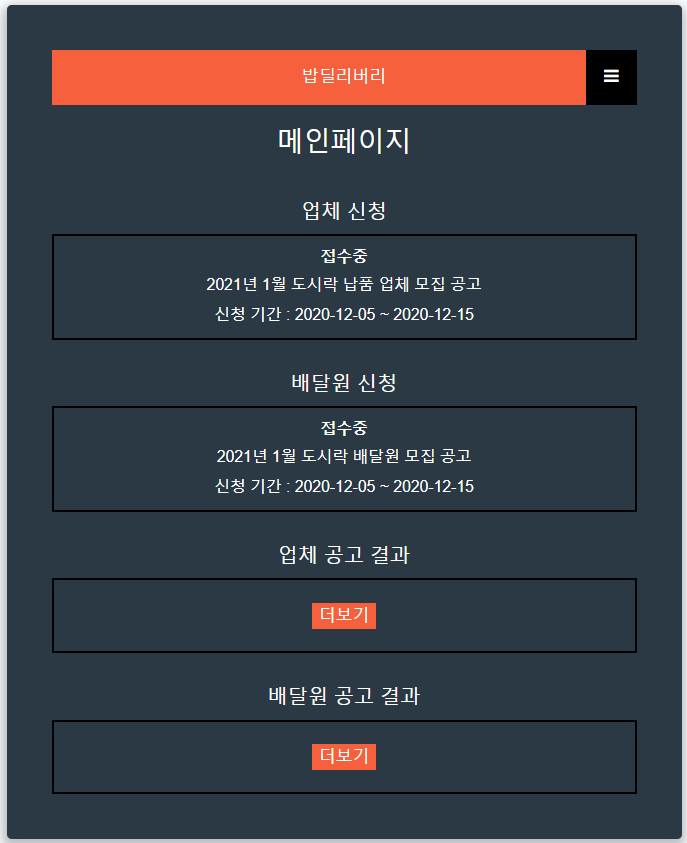 밥딜리버리
메인페이지
업체 신청
접수중
2021년 1월 도시락 납품 업체 모집 공고
신청 기간 : 2020-12-05 ~ 2020-12-15
배달원 신청
접수중
2021년 1월 도시락 배달원 모집 공고
신청 기간 : 2020-12-05 ~ 2020-12-15
업체 공고 결과
더보기
배달원 공고 결과
더보기